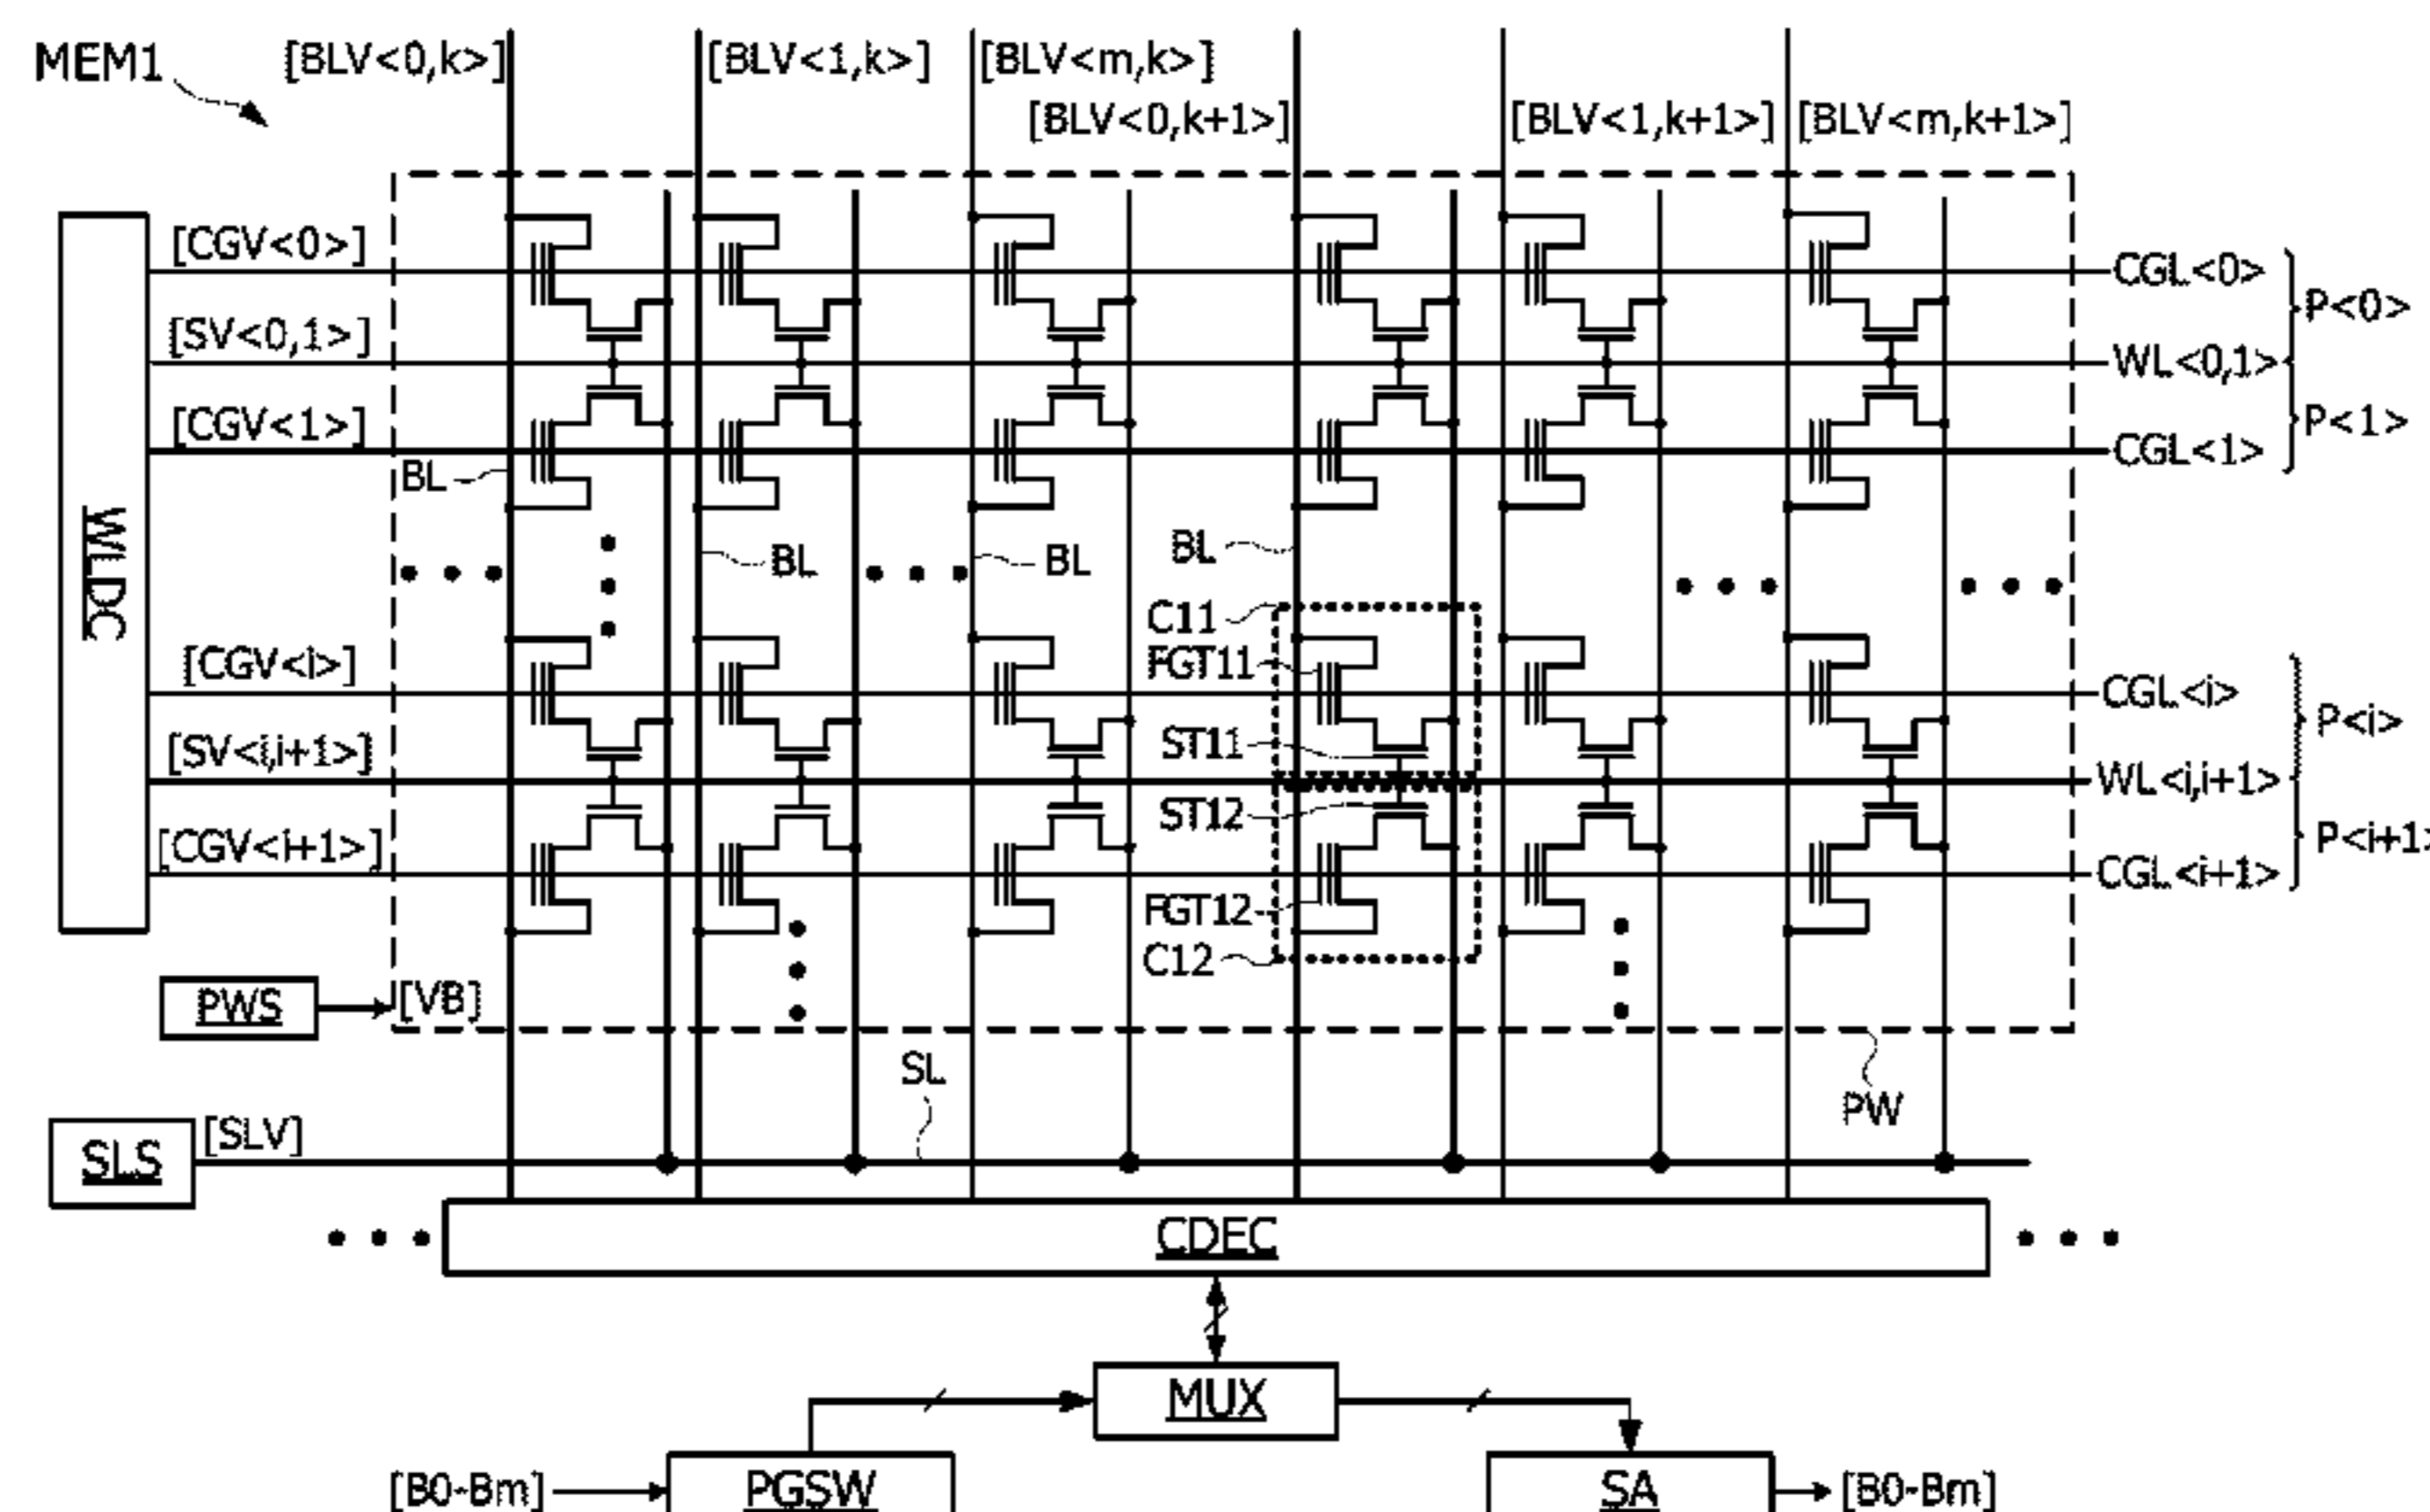 MEM1
[BLV<0,k>]
[BLV<1,k>]
[BLV<m,k>]
[BLV<0,k+1>]
[BLV<1,k+1>]
[BLV<m,k+1>]
[CGV<0>]
CGL<0>
P<0>
[SV<0,1>]
WL<0,1>
[CGV<1>]
P<1>
CGL<1>
BL
WLDC
BL
BL
BL
C11
FGT11
[CGV<i>]
CGL<i>
P<i>
ST11
[SV<i,i+1>]
WL<i,i+1>
ST12
[CGV<i+1>]
P<i+1>
CGL<i+1>
FGT12
C12
PWS
[VB]
SL
PW
SLS
[SLV]
CDEC
MUX
[B0-Bm]
PGSW
SA
[B0-Bm]